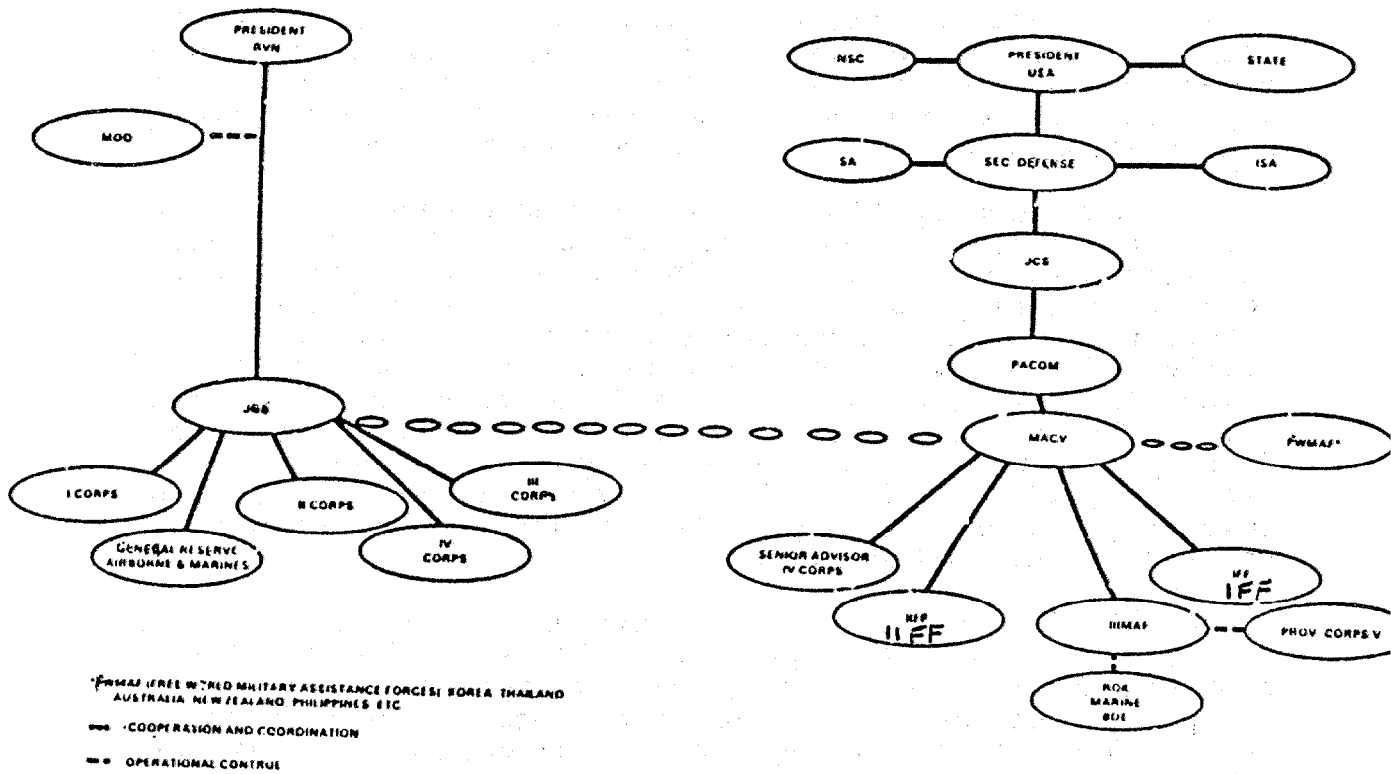 PRESIDENT
RVN
MOD
JGS
I CORPS
GENERAL RESERVE
AIRBORNE & MARINES
II CORPS
IV
CORPS
III
CORPS
NSC
PRESIDENT
USA
STATE
SA
SEC DEFENSE
ISA
JCS
PACOM
MACV
FWMAF*
SENIOR ADVISOR
IV CORPS
IIFF
II FF
IFF
I FF
IIIMAF
PROV CORPS V
ROK
MARINE
BDE
*FWMAF (FREE WORLD MILITARY ASSISTANCE FORCES) KOREA THAILAND
AUSTRALIA NEW ZEALAND PHILIPPINES ETC
COOPERATION AND COORDINATION
OPERATIONAL CONTROL